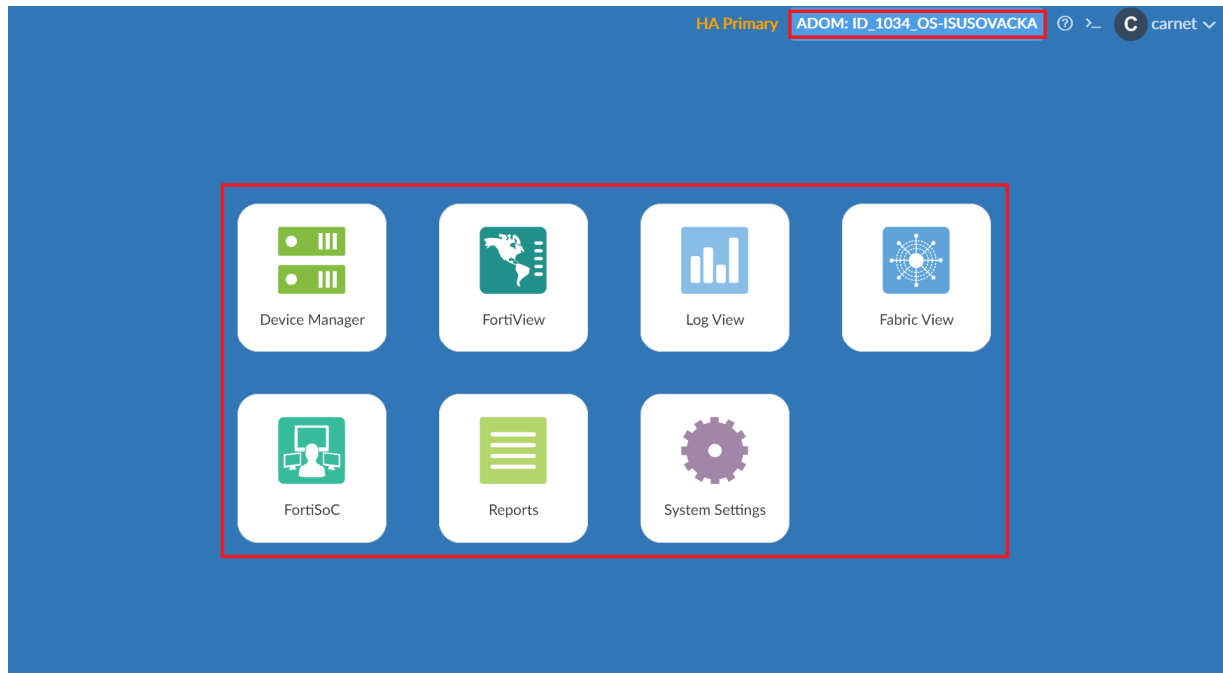 HA Primary ADOM: ID_1034_OS-ISUSOVACKA >_ C carnet
Device Manager FortiView Log View Fabric View
FortiSoC Reports System Settings